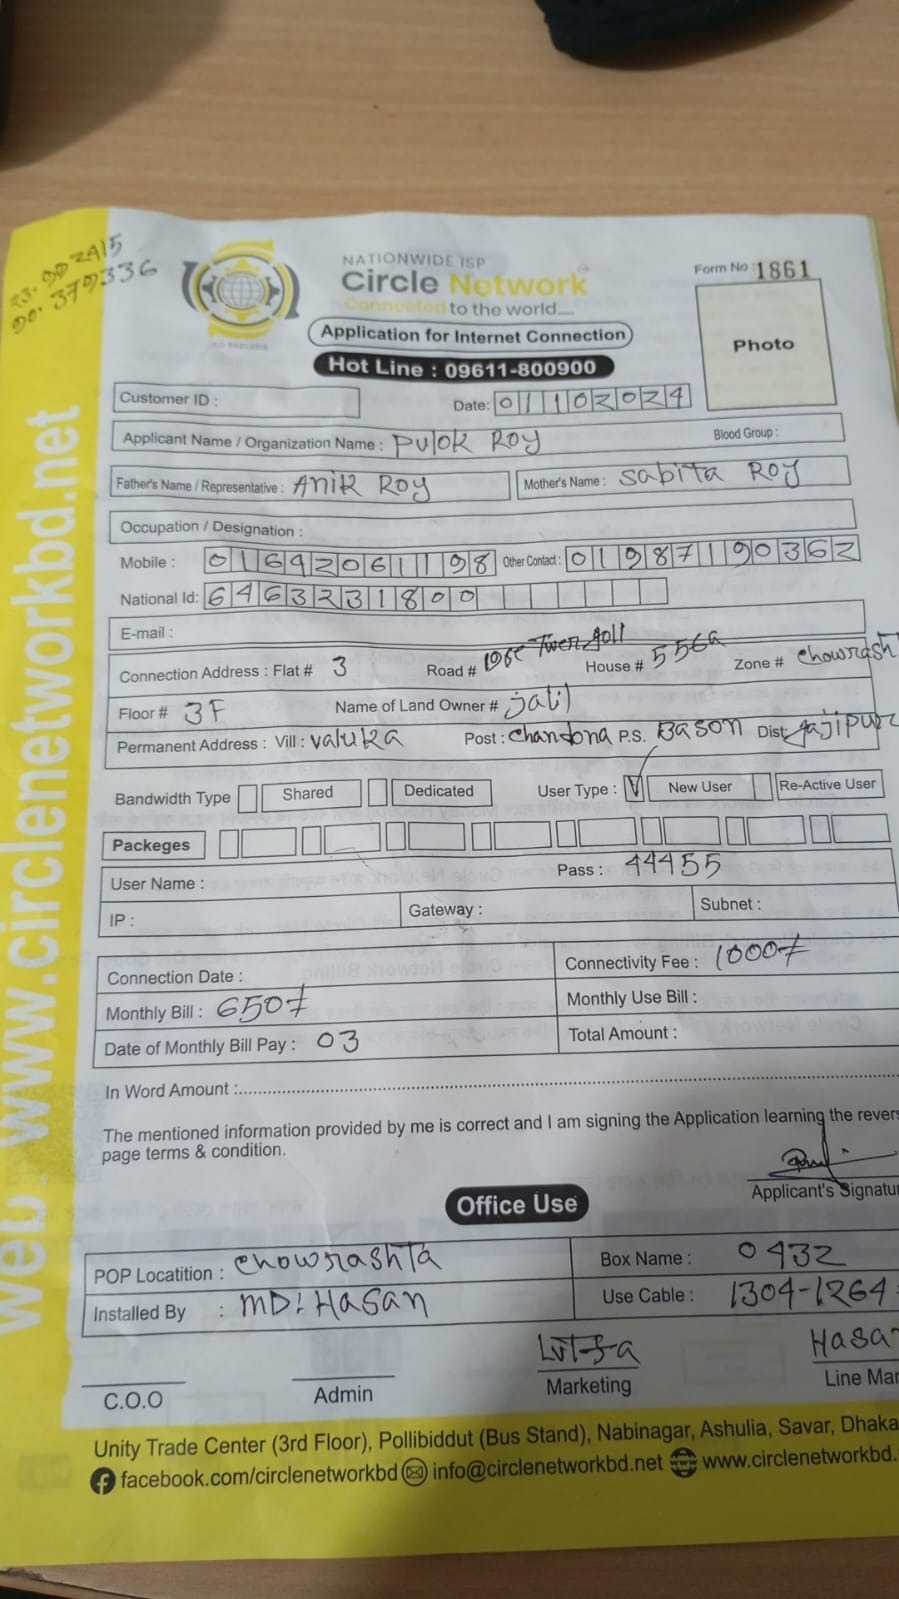 NATIONWIDE ISP
Circle Network
Connected to the world.....
Form No : 1861
Application for Internet Connection
Hot Line : 09611-800900
Photo
Customer ID :
Date: 01102024
Applicant Name / Organization Name : Pulok Roy
Blood Group :
Father's Name / Representative : Anik Roy
Mother's Name : Sabita Roy
Occupation / Designation :
Mobile : 01642061198 Other Contact : 01987190362
National Id: 6463231800
E-mail :
Connection Address : Flat # 3 Road # House # 556a Zone # chowrasht
Floor # 3F Name of Land Owner # jalil
Permanent Address : Vill : valuka Post : chandona P.S. Bason Dist: gajipur
Bandwidth Type Shared Dedicated User Type : New User Re-Active User
Packeges
User Name : Pass : 44455
IP : Gateway : Subnet :
Connection Date : Connectivity Fee : 1000/=
Monthly Bill : 650/= Monthly Use Bill :
Date of Monthly Bill Pay : 03 Total Amount :
In Word Amount :
The mentioned information provided by me is correct and I am signing the Application learning the revers
page terms & condition.
Applicant's Signatu
Office Use
POP Locatition : chowrashta Box Name : 0432
Installed By : MD: Hasan Use Cable : 1304-1264
Lutfa Hasa
C.O.O Admin Marketing Line Man
Unity Trade Center (3rd Floor), Pollibiddut (Bus Stand), Nabinagar, Ashulia, Savar, Dhaka
facebook.com/circlenetworkbd info@circlenetworkbd.net www.circlenetworkbd.
web : www.circlenetworkbd.net